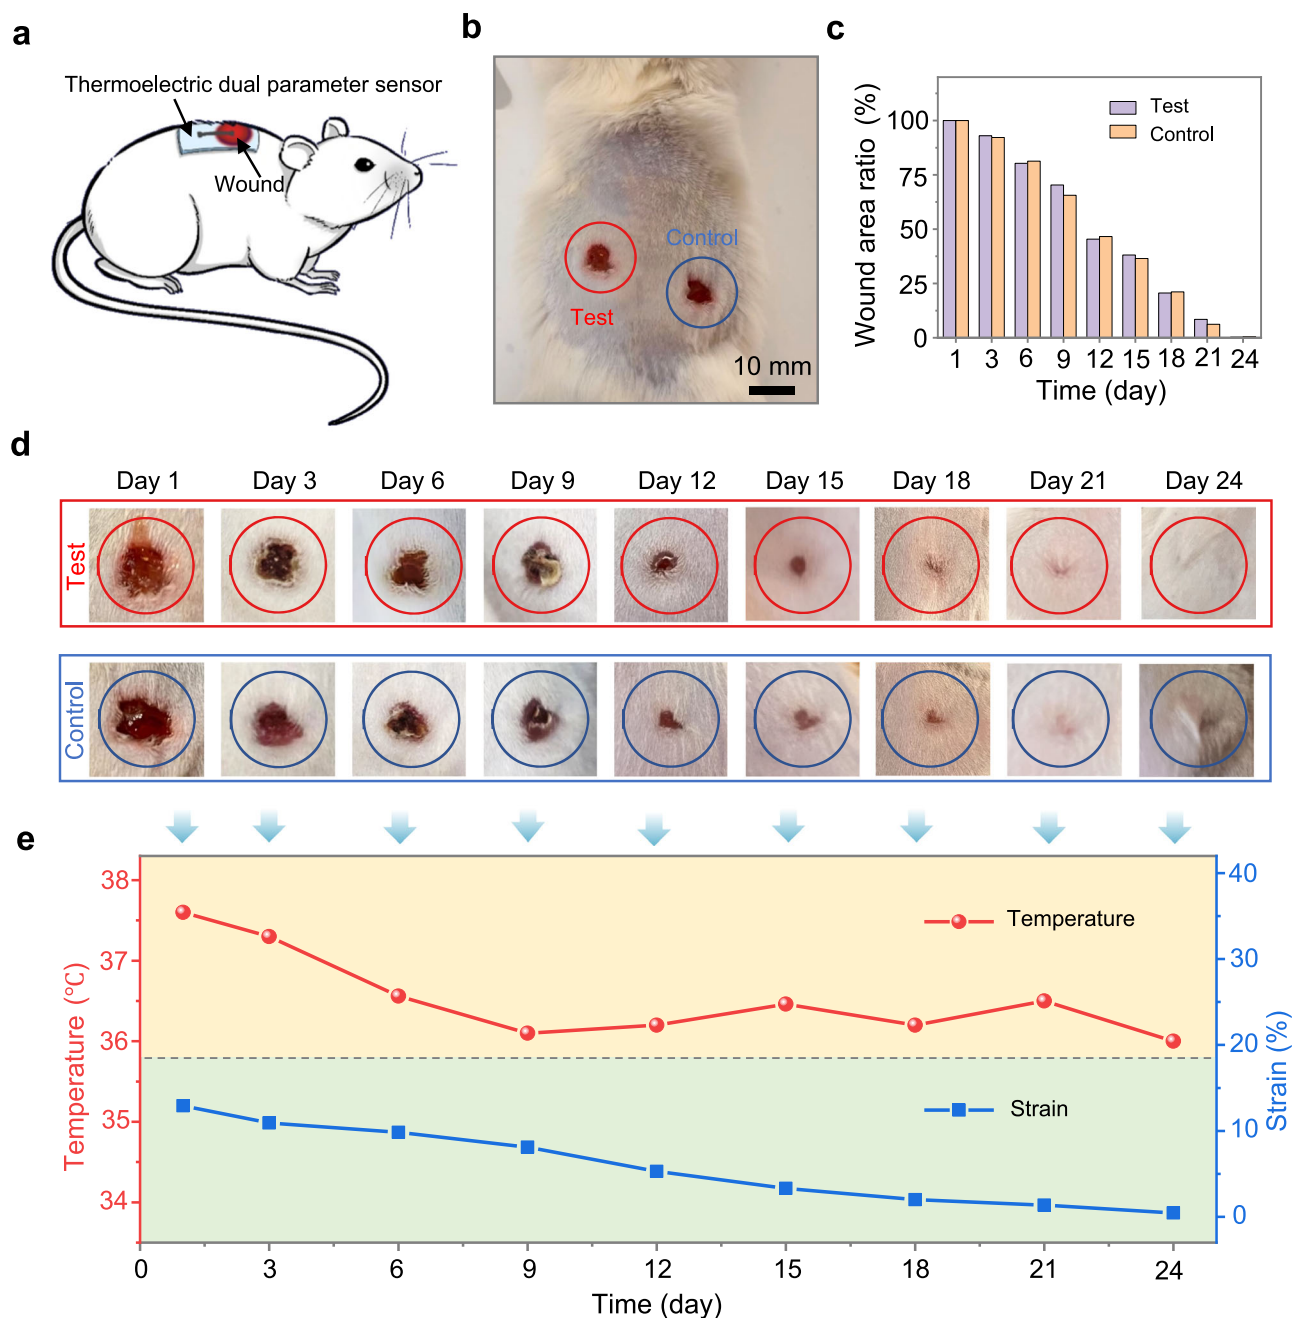 a
Thermoelectric dual parameter sensor
Wound
b
Control
Test
10 mm
c
Wound area ratio (%)
100
75
50
25
0
Test
Control
1 3 6 9 12 15 18 21 24
Time (day)
d
Day 1 Day 3 Day 6 Day 9 Day 12 Day 15 Day 18 Day 21 Day 24
Test
Control
e
Temperature (°C)
38
37
36
35
34
Temperature
Strain
40
30
20
10
0
Strain (%)
0 3 6 9 12 15 18 21 24
Time (day)